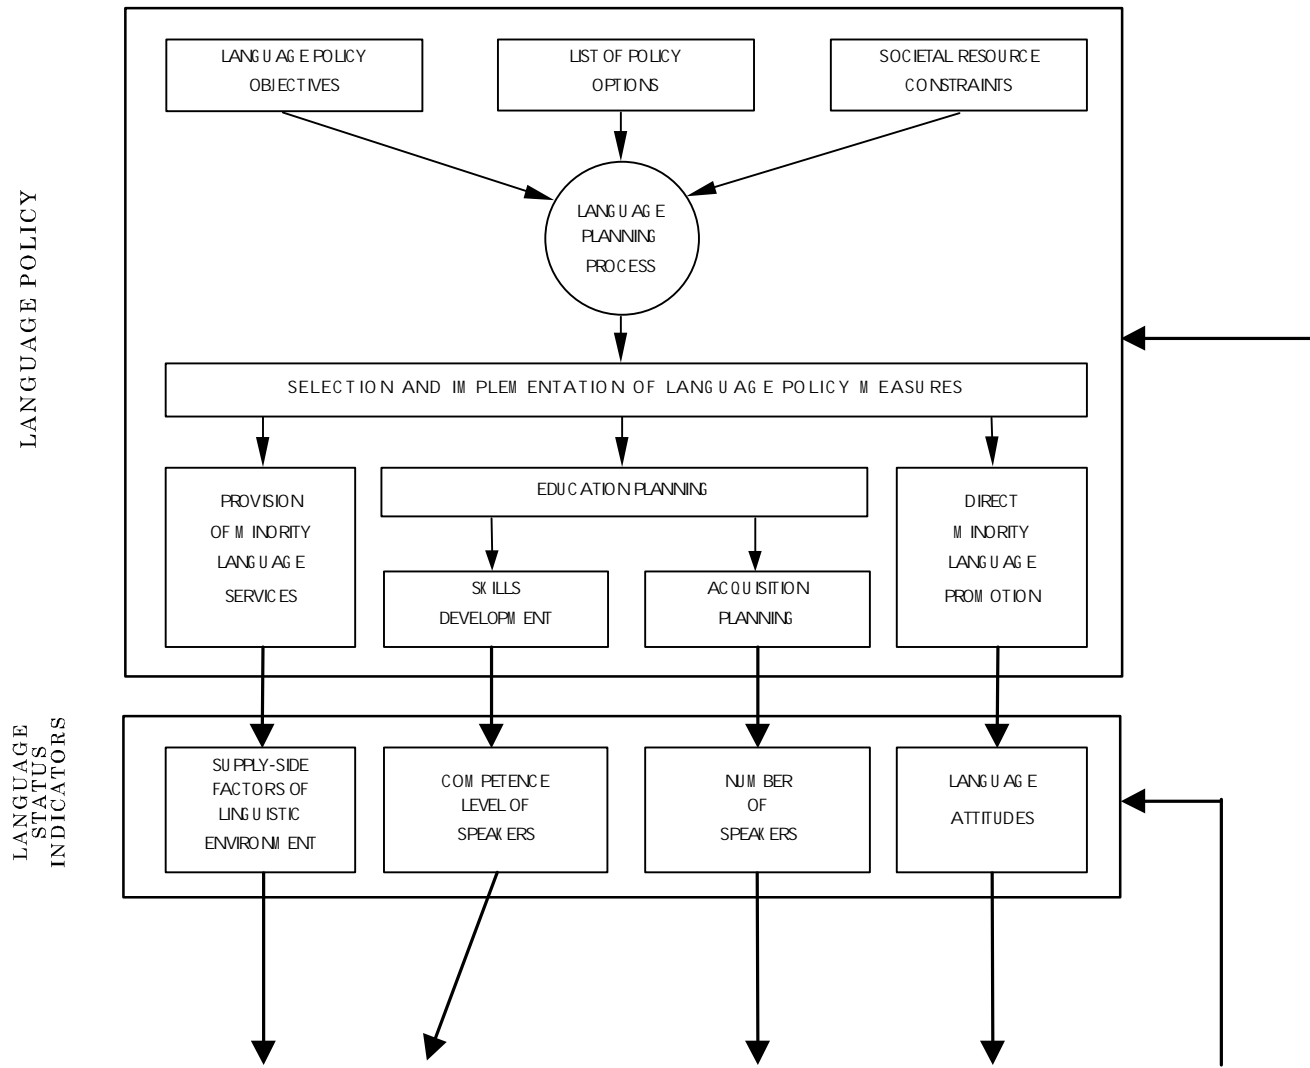 LANGUAGE POLICY
OBJECTIVES
LIST OF POLICY
OPTIONS
SOCIETAL RESOURCE
CONSTRAINTS
LANGUAGE
PLANNING
PROCESS
LANGUAGE POLICY
SELECTION AND IMPLEMENTATION OF LANGUAGE POLICY MEASURES
PROVISION
OF MINORITY
LANGUAGE
SERVICES
EDUCATION PLANNING
DIRECT
MINORITY
LANGUAGE
PROMOTION
SKILLS
DEVELOPMENT
ACQUISITION
PLANNING
LANGUAGE
STATUS
INDICATORS
SUPPLY-SIDE
FACTORS OF
LINGUISTIC
ENVIRONMENT
COMPETENCE
LEVEL OF
SPEAKERS
NUMBER
OF
SPEAKERS
LANGUAGE
ATTITUDES